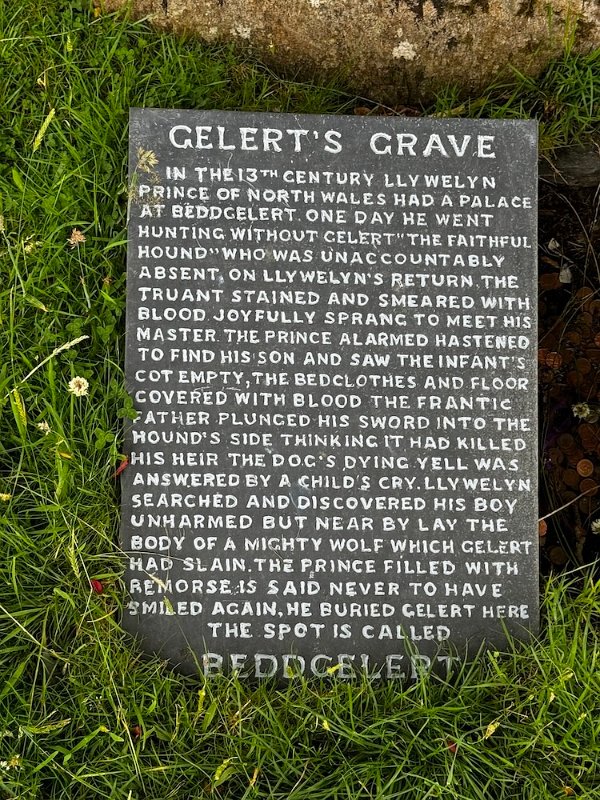 GELERT'S GRAVE
IN THE 13TH CENTURY LLYWELYN
PRINCE OF NORTH WALES HAD A PALACE
AT BEDDGELERT. ONE DAY HE WENT
HUNTING WITHOUT GELERT "THE FAITHFUL
HOUND" WHO WAS UNACCOUNTABLY
ABSENT. ON LLYWELYN'S RETURN, THE
TRUANT STAINED AND SMEARED WITH
BLOOD. JOYFULLY SPRANG TO MEET HIS
MASTER. THE PRINCE ALARMED HASTENED
TO FIND HIS SON AND SAW THE INFANT'S
COT EMPTY, THE BEDCLOTHES AND FLOOR
COVERED WITH BLOOD THE FRANTIC
FATHER PLUNGED HIS SWORD INTO THE
HOUND'S SIDE THINKING IT HAD KILLED
HIS HEIR THE DOG'S DYING YELL WAS
ANSWERED BY A CHILD'S CRY. LLYWELYN
SEARCHED AND DISCOVERED HIS BOY
UNHARMED BUT NEAR BY LAY THE
BODY OF A MIGHTY WOLF WHICH GELERT
HAD SLAIN. THE PRINCE FILLED WITH
REMORSE IS SAID NEVER TO HAVE
SMILED AGAIN. HE BURIED GELERT HERE
THE SPOT IS CALLED
BEDDGELERT